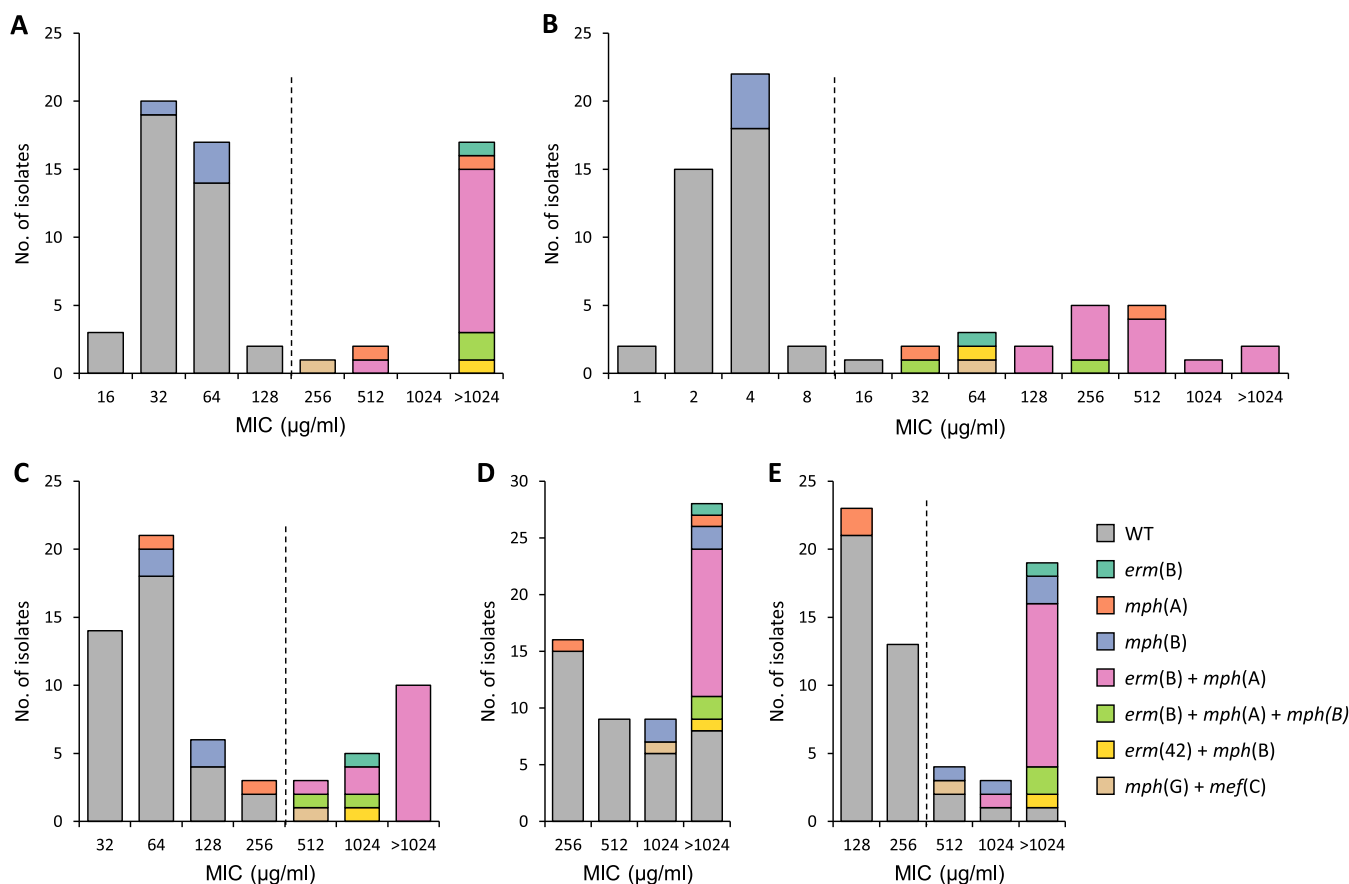 A
25
20
15
10
5
0
No. of isolates
16 32 64 128 256 512 1024 >1024
MIC (µg/ml)
B
25
20
15
10
5
0
No. of isolates
1 2 4 8 16 32 64 128 256 512 1024 >1024
MIC (µg/ml)
C
25
20
15
10
5
0
No. of isolates
32 64 128 256 512 1024 >1024
MIC (µg/ml)
D
30
25
20
15
10
5
0
No. of isolates
256 512 1024 >1024
MIC (µg/ml)
E
25
20
15
10
5
0
No. of isolates
128 256 512 1024 >1024
MIC (µg/ml)
WT
erm(B)
mph(A)
mph(B)
erm(B) + mph(A)
erm(B) + mph(A) + mph(B)
erm(42) + mph(B)
mph(G) + mef(C)